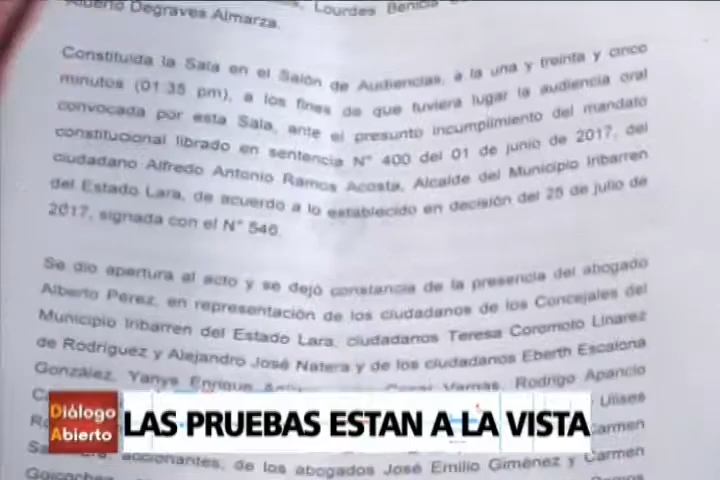 Alberto Degraves Almarza.
Lourdes Benicia
Constituida la Sala en el Salón de Audiencias, a la una y treinta y cinco
minutos (01:35 pm), a los fines de que tuviera lugar la audiencia oral
convocada por esta Sala, ante el presunto incumplimiento del mandato
constitucional librado en sentencia N° 400 del 01 de junio de 2017, del
ciudadano Alfredo Antonio Ramos Acosta, Alcalde del Municipio Iribarren
del Estado Lara, de acuerdo a lo establecido en decisión del 25 de julio de
2017, signada con el N° 546.
Se dio apertura al acto y se dejó constancia de la presencia del abogado
Alberto Perez, en representación de los ciudadanos de los Concejales del
Municipio Iribarren del Estado Lara, ciudadanos Teresa Coromoto Linarez
de Rodríguez y Alejandro José Natera y de los ciudadanos Eberth Escalona
González, Yanys Enrique Vargas, Rodrigo Aparicio
Ulises
Carmen
accionantes, de los abogados José Emilio Giménez y Carmen
Goicochea
Ramos
Diálogo
Abierto
LAS PRUEBAS ESTAN A LA VISTA